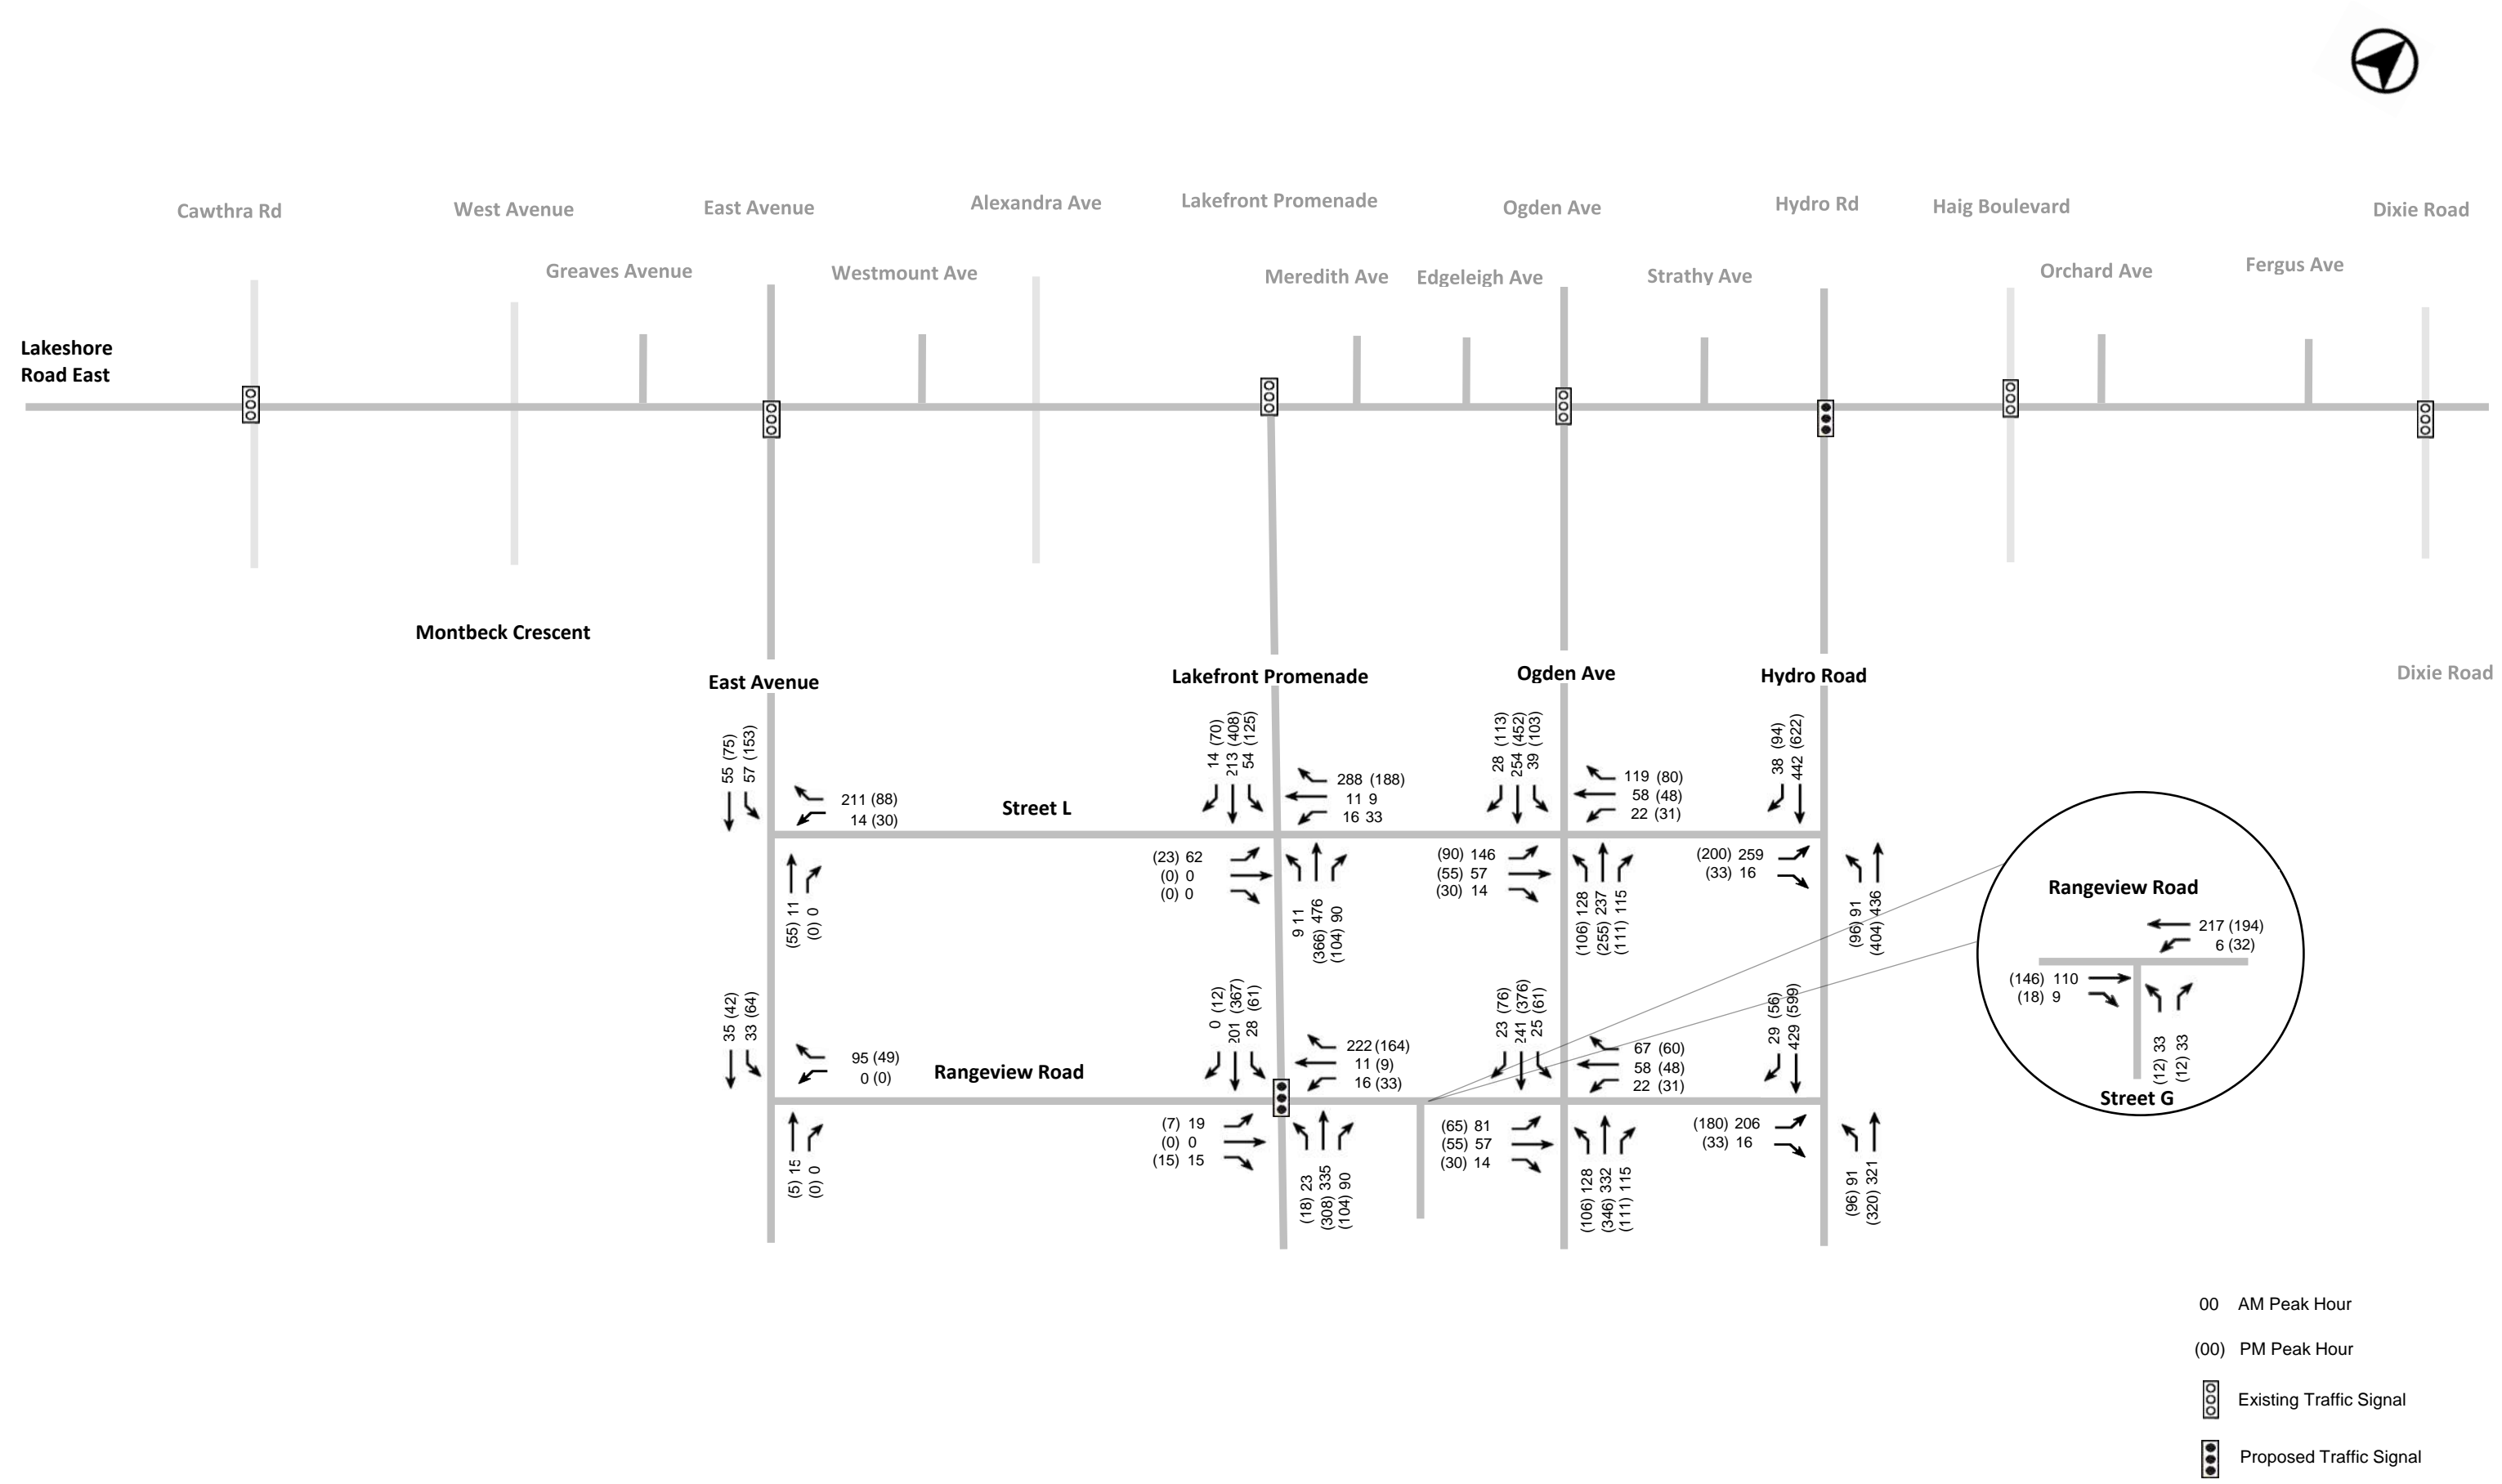 Cawthra Rd
West Avenue
East Avenue
Alexandra Ave
Lakefront Promenade
Ogden Ave
Hydro Rd
Haig Boulevard
Dixie Road
Greaves Avenue
Westmount Ave
Meredith Ave
Edgeleigh Ave
Strathy Ave
Orchard Ave
Fergus Ave
Lakeshore
Road East
Montbeck Crescent
East Avenue
Lakefront Promenade
Ogden Ave
Hydro Road
Dixie Road
55 (75)
57 (153)
211 (88)
14 (30)
(55) 11
(0) 0
Street L
14 (70)
213 (408)
54 (125)
288 (188)
11 9
16 33
(23) 62
(0) 0
(0) 0
9 11
(366) 476
(104) 90
28 (113)
254 (452)
39 (103)
119 (80)
58 (48)
22 (31)
(90) 146
(55) 57
(30) 14
(106) 128
(255) 237
(111) 115
38 (94)
442 (622)
(200) 259
(33) 16
(96) 91
(404) 436
Rangeview Road
217 (194)
6 (32)
(146) 110
(18) 9
(12) 33
(12) 33
Street G
35 (42)
33 (64)
95 (49)
0 (0)
(5) 15
(0) 0
Rangeview Road
0 (12)
201 (367)
28 (61)
222 (164)
11 (9)
16 (33)
(7) 19
(0) 0
(15) 15
(18) 23
(308) 335
(104) 90
23 (76)
241 (376)
25 (61)
67 (60)
58 (48)
22 (31)
(65) 81
(55) 57
(30) 14
(106) 128
(346) 332
(111) 115
29 (56)
429 (599)
(180) 206
(33) 16
(96) 91
(320) 321
00 AM Peak Hour
(00) PM Peak Hour
Existing Traffic Signal
Proposed Traffic Signal